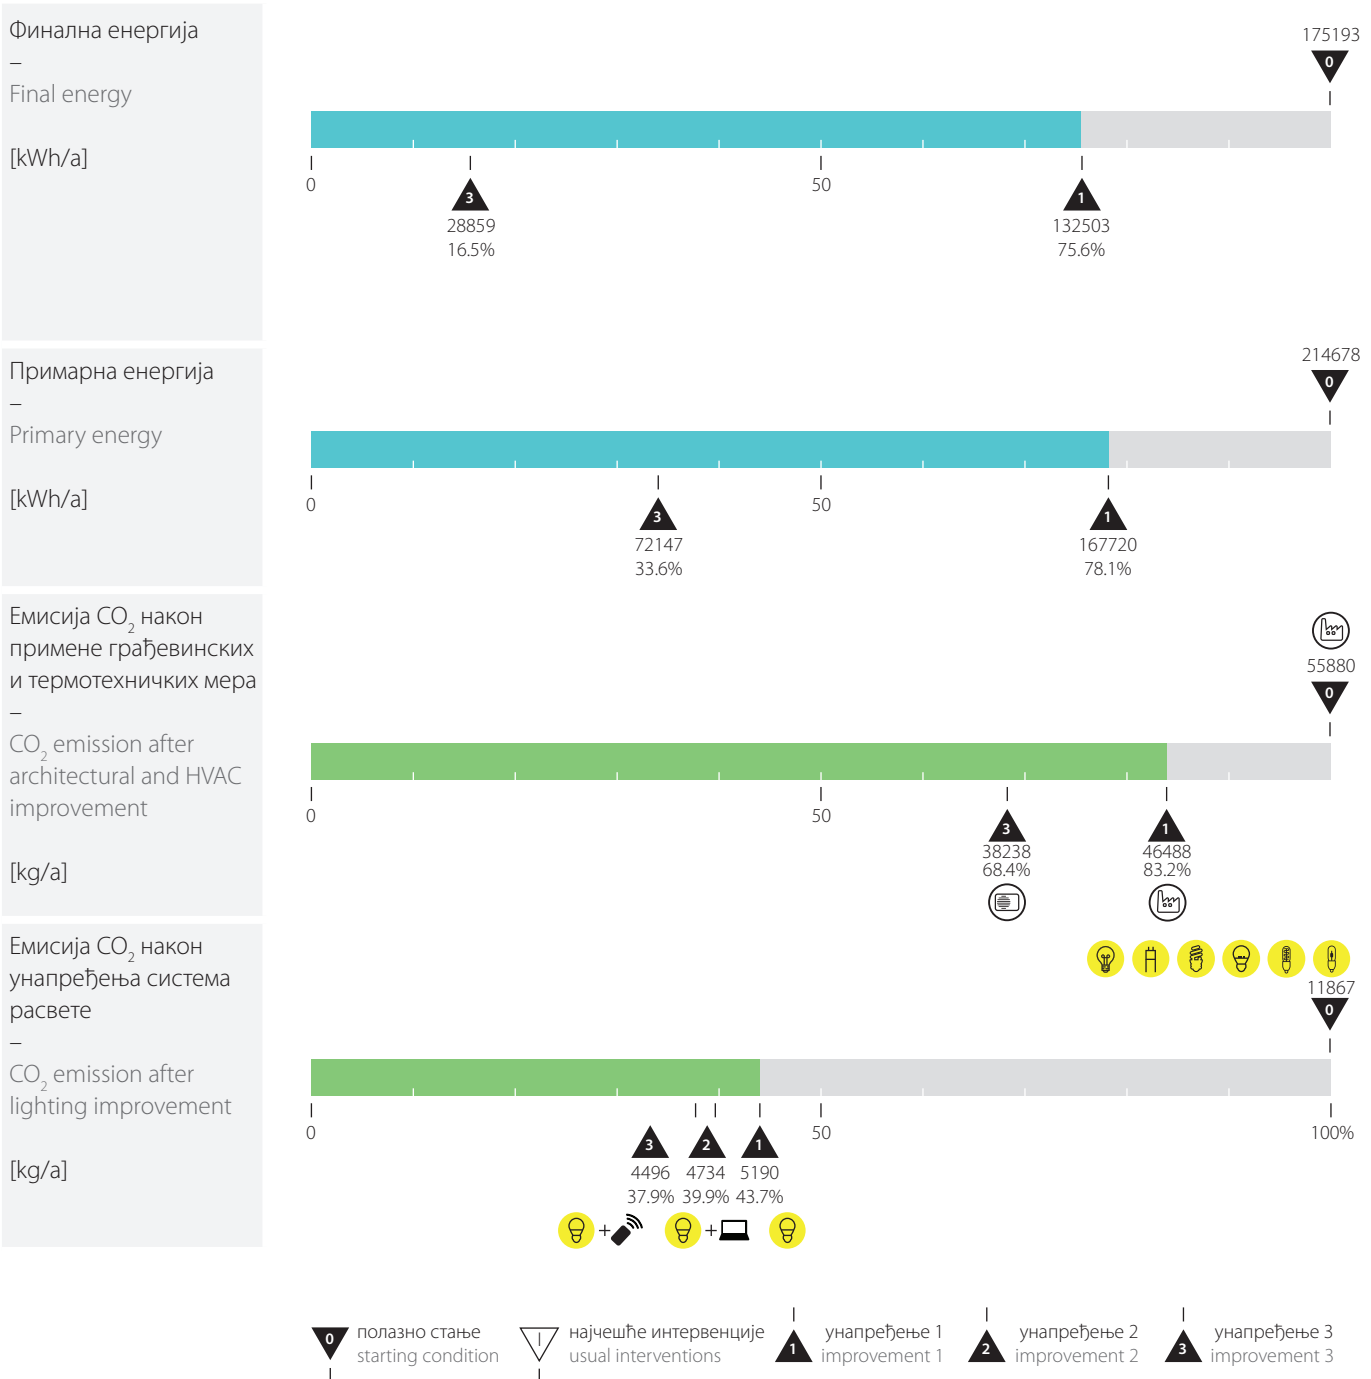 Финална енергија
–
Final energy
[kWh/a]
175193
0
0
50
3
1
28859
132503
16.5%
75.6%
Примарна енергија
–
Primary energy
[kWh/a]
214678
0
0
50
3
1
72147
167720
33.6%
78.1%
Емисија CO2 након
примене грађевинских
и термотехничких мера
–
CO2 emission after
architectural and HVAC
improvement
[kg/a]
55880
0
0
50
3
1
38238
46488
68.4%
83.2%
Емисија CO2 након
унапређења система
расвете
–
CO2 emission after
lighting improvement
[kg/a]
11867
0
0
50
100%
3
2
1
4496
4734
5190
37.9%
39.9%
43.7%
+
+
0
полазно стање
starting condition
најчешће интервенције
usual interventions
1
унапређење 1
improvement 1
2
унапређење 2
improvement 2
3
унапређење 3
improvement 3